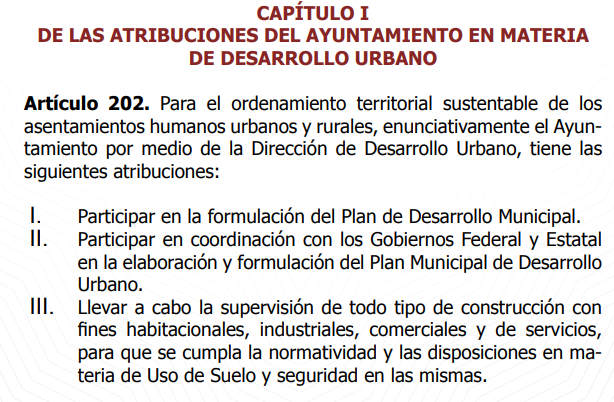 CAPÍTULO I
DE LAS ATRIBUCIONES DEL AYUNTAMIENTO EN MATERIA
DE DESARROLLO URBANO
Artículo 202. Para el ordenamiento territorial sustentable de los
asentamientos humanos urbanos y rurales, enunciativamente el Ayun-
tamiento por medio de la Dirección de Desarrollo Urbano, tiene las
siguientes atribuciones:
I. Participar en la formulación del Plan de Desarrollo Municipal.
II. Participar en coordinación con los Gobiernos Federal y Estatal
en la elaboración y formulación del Plan Municipal de Desarrollo
Urbano.
III. Llevar a cabo la supervisión de todo tipo de construcción con
fines habitacionales, industriales, comerciales y de servicios,
para que se cumpla la normatividad y las disposiciones en ma-
teria de Uso de Suelo y seguridad en las mismas.